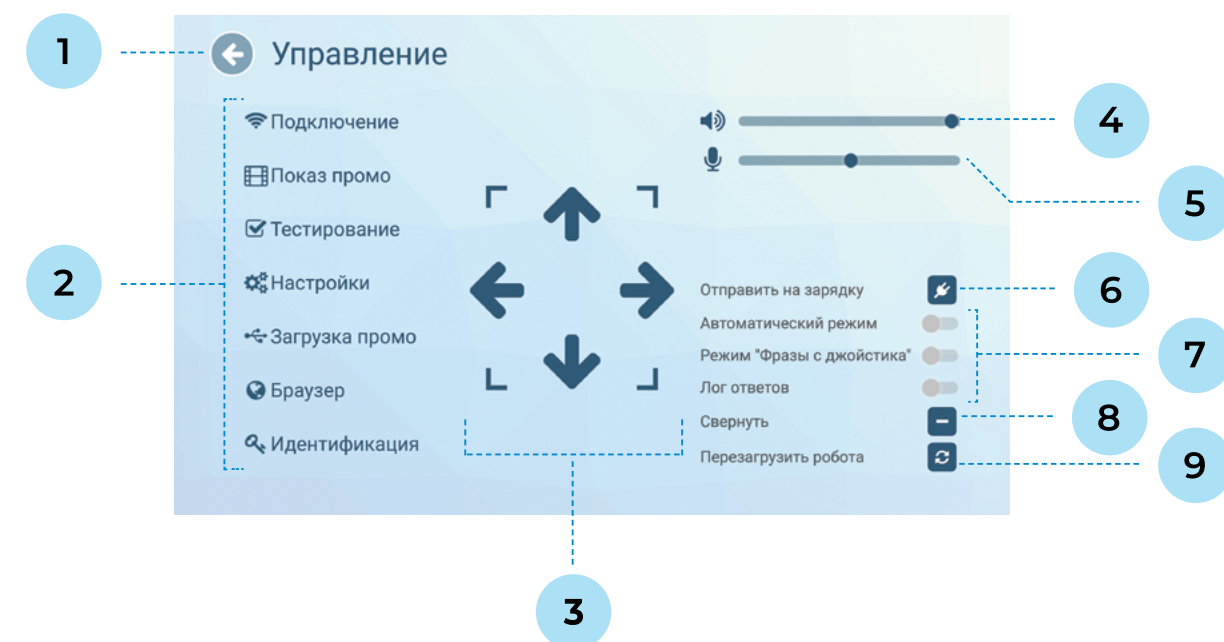 1
Управление
Подключение
Показ промо
Тестирование
Настройки
Загрузка промо
Браузер
Идентификация
2
3
4
5
Отправить на зарядку
6
Автоматический режим
Режим "Фразы с джойстика"
Лог ответов
7
Свернуть
8
Перезагрузить робота
9